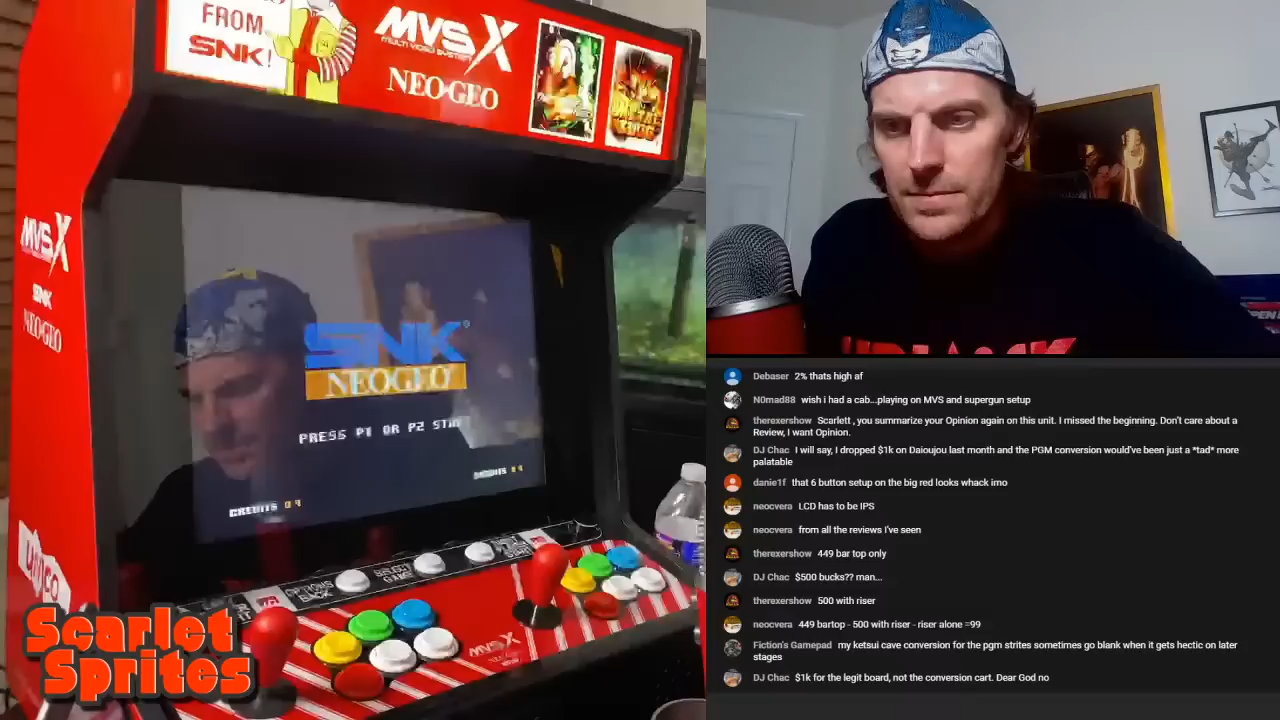 FROM
SNK!
MVSX
MULTI VIDEO SYSTEM
NEO·GEO
MVSX
SNK
NEO·GEO
SNK®
NEOGEO
PRESS P1 OR P2
CREDITS
CREDITS
OPTIONS
SELECT
GAME
MVSX
Scarlet
Sprites
Debaser 2% thats high af
N0mad88 wish i had a cab...playing on MVS and supergun setup
therexershow Scarlett , you summarize your Opinion again on this unit. I missed the beginning. Don't care about a
Review, I want Opinion.
DJ Chac I will say, I dropped $1k on Daioujou last month and the PGM conversion would've been just a *tad* more
palatable
danie1f that 6 button setup on the big red looks whack imo
neocvera LCD has to be IPS
neocvera from all the reviews I've seen
therexershow 449 bar top only
DJ Chac $500 bucks?? man...
therexershow 500 with riser
neocvera 449 bartop - 500 with riser - riser alone =99
Fiction's Gamepad my ketsui cave conversion for the pgm strites sometimes go blank when it gets hectic on later
stages
DJ Chac $1k for the legit board, not the conversion cart. Dear God no